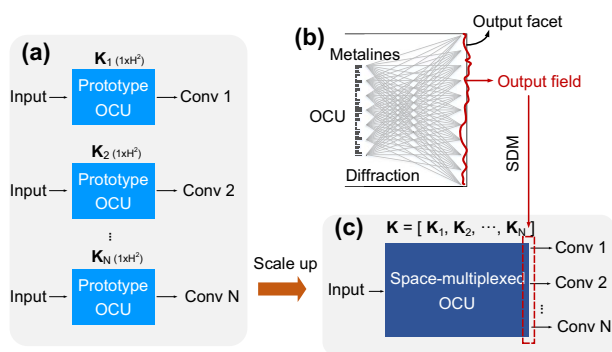 (a)
K1 (1xH²)
Input
Prototype
OCU
Conv 1
K2 (1xH²)
Input
Prototype
OCU
Conv 2
...
KN (1xH²)
Input
Prototype
OCU
Conv N
Scale up
(b)
Output facet
Metalines
Output field
OCU
Diffraction
SDM
(c)
K = [ K1, K2, ···, KN ]
Input
Space-multiplexed
OCU
Conv 1
Conv 2
...
Conv N